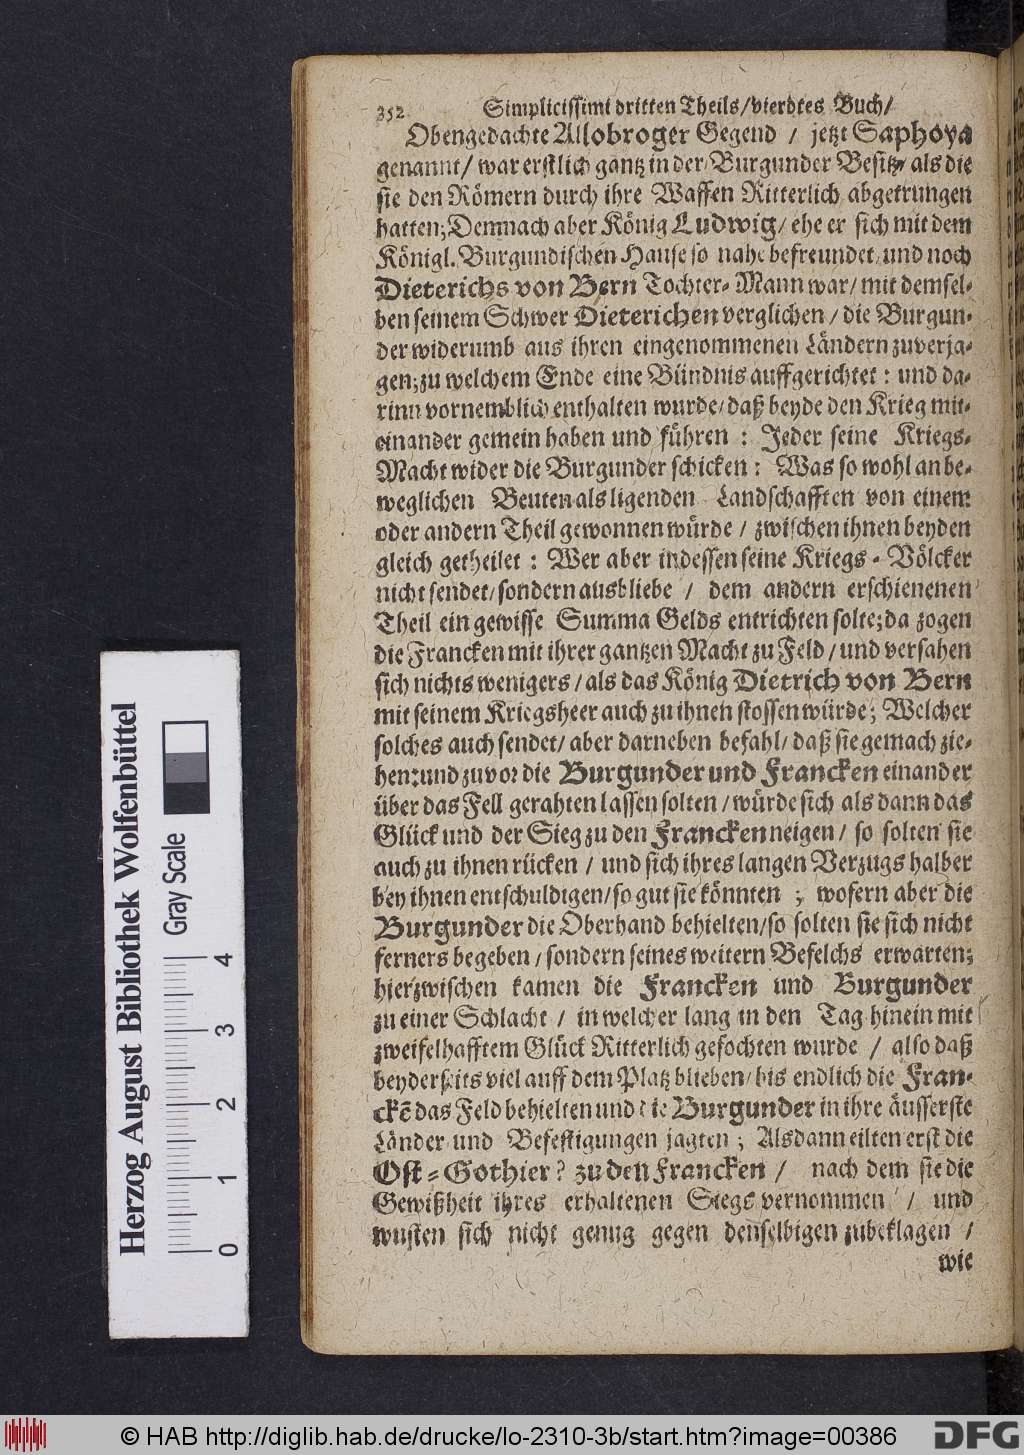 352 Simplicissimi dritten Theils/vierdtes Buch/
Obengedachte Allobroger Gegend / jetzt Saphoya
genannt/ war erstlich gantz in der Burgunder Besitz/ als die
sie den Römern durch ihre Waffen Ritterlich abgetrungen
hatten; Demnach aber König Ludwig/ ehe er sich mit dem
Königl. Burgundischen Hause so nahe befreundet/ und noch
Dieterichs von Bern Tochter-Mann war/ mit demsel-
ben seinem Schwer Dieterichen verglichen / die Burgun-
der widerumb aus ihren eingenommenen Ländern zuverja-
gen; zu welchem Ende eine Bündnis auffgerichtet: und da-
rinn vornemblich enthalten wurde/ daß beyde den Krieg mit-
einander gemein haben und führen : Jeder seine Kriegs-
Macht wider die Burgunder schicken: Was so wohl an be-
weglichen Beuten als ligenden Landschafften von einem
oder andern Theil gewonnen würde / zwischen ihnen beyden
gleich getheilet : Wer aber indessen seine Kriegs-Völcker
nicht sendet/ sondern ausbliebe / dem andern erschienenen
Theil ein gewisse Summa Gelds entrichten solte; da zogen
die Francken mit ihrer gantzen Macht zu Feld / und versahen
sich nichts wenigers / als das König Dietrich von Bern
mit seinem Kriegsheer auch zu ihnen stossen würde; Welcher
solches auch sendet/ aber darneben befahl/ daß sie gemach zie-
hen: und zuvor die Burgunder und Francken einander
über das Fell gerahten lassen solten / würde sich als dann das
Glück und der Sieg zu den Francken neigen / so solten sie
auch zu ihnen rücken / und sich ihres langen Verzugs halber
bey ihnen entschuldigen/ so gut sie könnten ; wofern aber die
Burgunder die Oberhand behielten/ so solten sie sich nicht
ferners begeben / sondern seines weitern Befelchs erwarten;
hierzwischen kamen die Francken und Burgunder
zu einer Schlacht / in welcher lang in den Tag hinein mit
zweifelhafftem Glück Ritterlich gefochten wurde / also daß
beyderseits viel auff dem Platz blieben/ bis endlich die Fran-
ckē das Feld behielten und die Burgunder in ihre äusserste
Länder und Befestigungen jagten ; Alsdann eilten erst die
Ost-Gothier? zu den Francken / nach dem sie die
Gewißheit ihres erhaltenen Siegs vernommen / und
wusten sich nicht genug gegen denselbigen zubeklagen /
wie
Herzog August Bibliothek Wolfenbüttel
Gray Scale
0 1 2 3 4
© HAB http://diglib.hab.de/drucke/lo-2310-3b/start.htm?image=00386
DFG